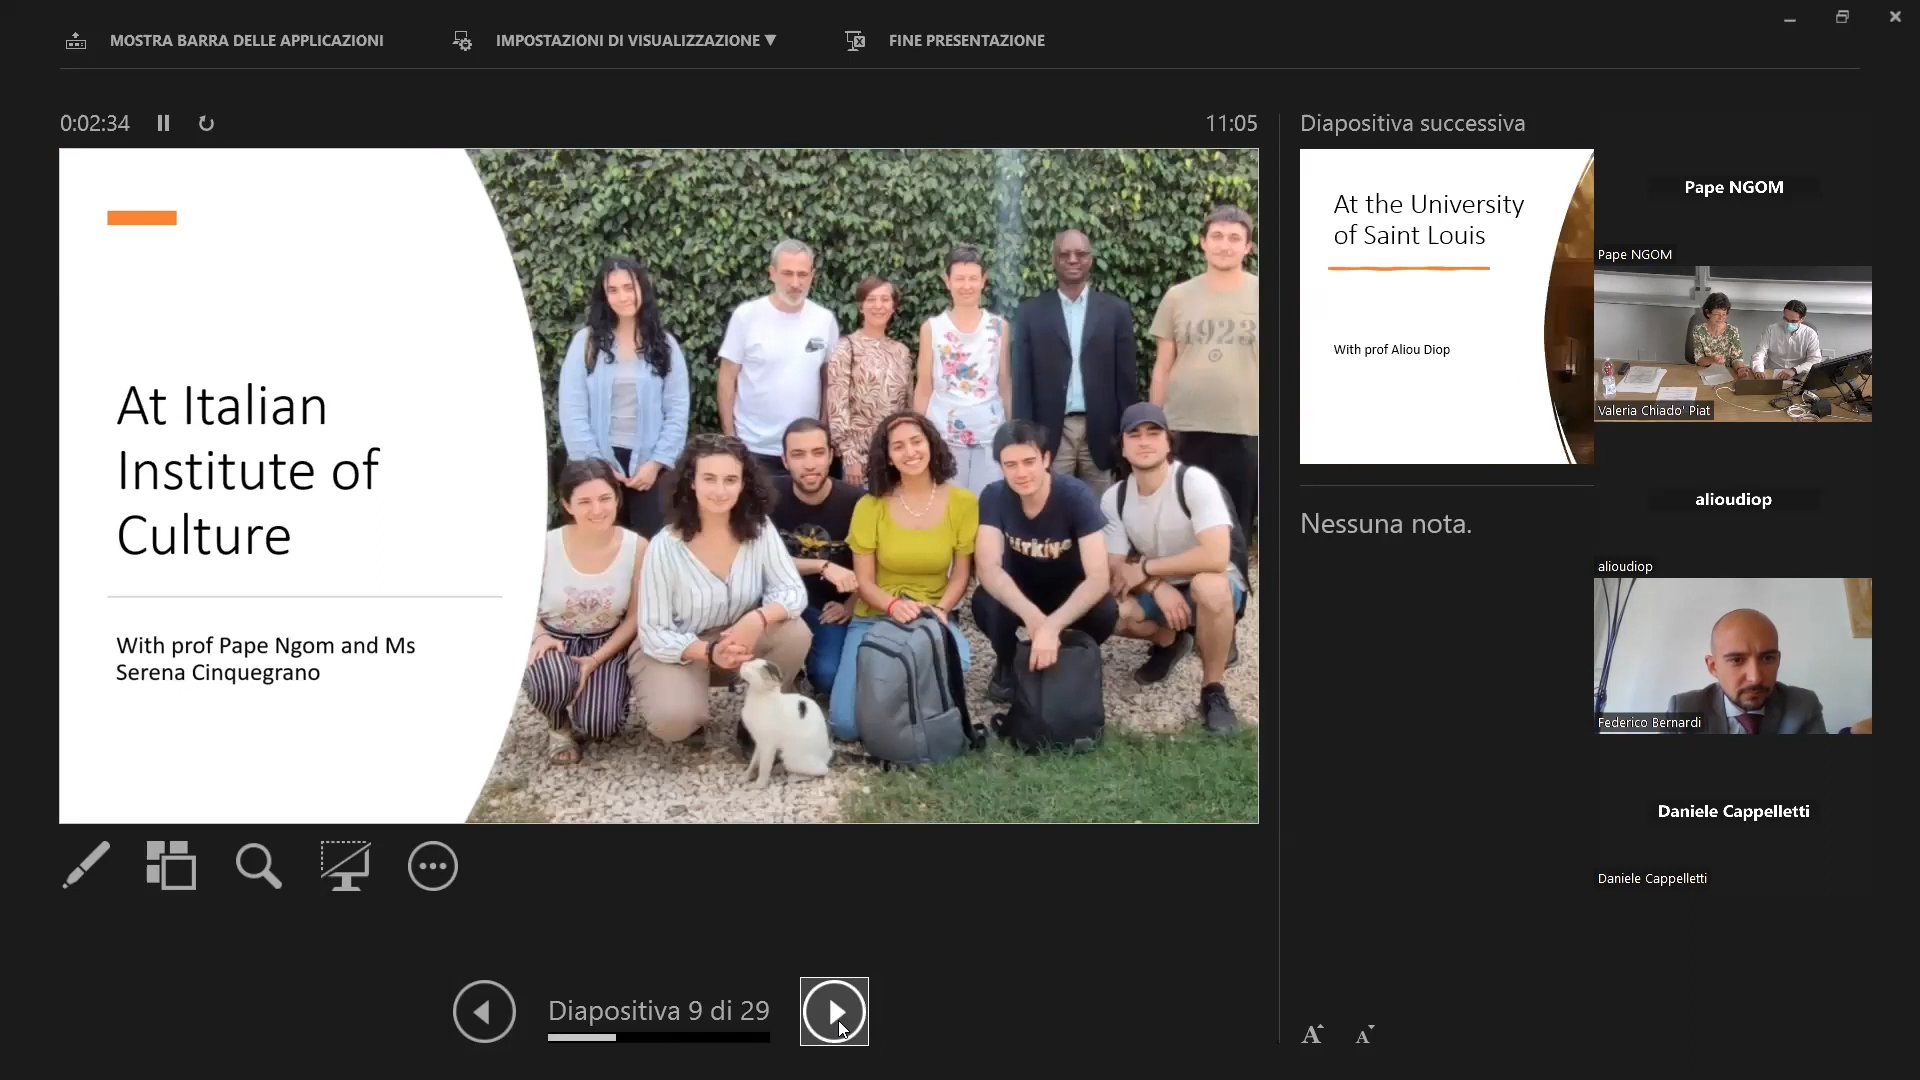 MOSTRA BARRA DELLE APPLICAZIONI
IMPOSTAZIONI DI VISUALIZZAZIONE ▼
FINE PRESENTAZIONE
0:02:34
11:05
Diapositiva successiva
At Italian
Institute of
Culture
With prof Pape Ngom and Ms
Serena Cinquegrano
1923
Türkiye
At the University
of Saint Louis
With prof Aliou Diop
Nessuna nota.
Pape NGOM
Pape NGOM
Valeria Chiado' Piat
alioudiop
alioudiop
Federico Bernardi
Daniele Cappelletti
Daniele Cappelletti
Diapositiva 9 di 29
A
A